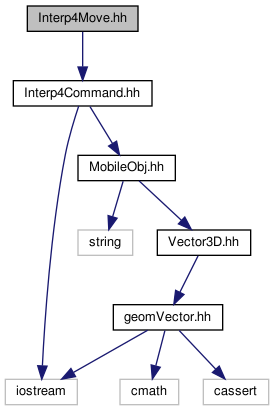 Interp4Move.hh
Interp4Command.hh
MobileObj.hh
string
Vector3D.hh
geomVector.hh
iostream
cmath
cassert